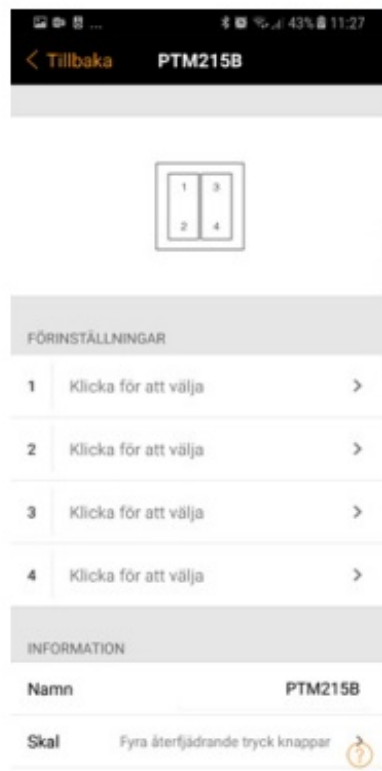 ... 43% 11:27
< Tillbaka PTM215B
1 3
2 4
FÖRINSTÄLLNINGAR
1 Klicka för att välja >
2 Klicka för att välja >
3 Klicka för att välja >
4 Klicka för att välja >
INFORMATION
Namn PTM215B
Skal Fyra återfjädrande tryck knappar >
?